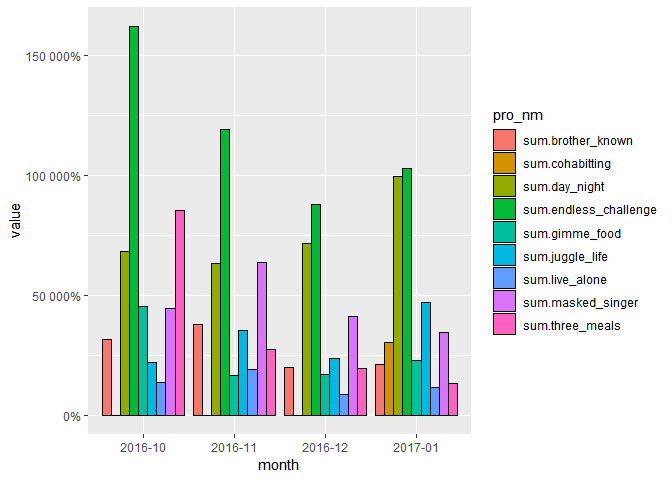 150 000%
100 000%
50 000%
0%
value
2016-10
2016-11
2016-12
2017-01
month
pro_nm
sum.brother_known
sum.cohabitting
sum.day_night
sum.endless_challenge
sum.gimme_food
sum.juggle_life
sum.live_alone
sum.masked_singer
sum.three_meals